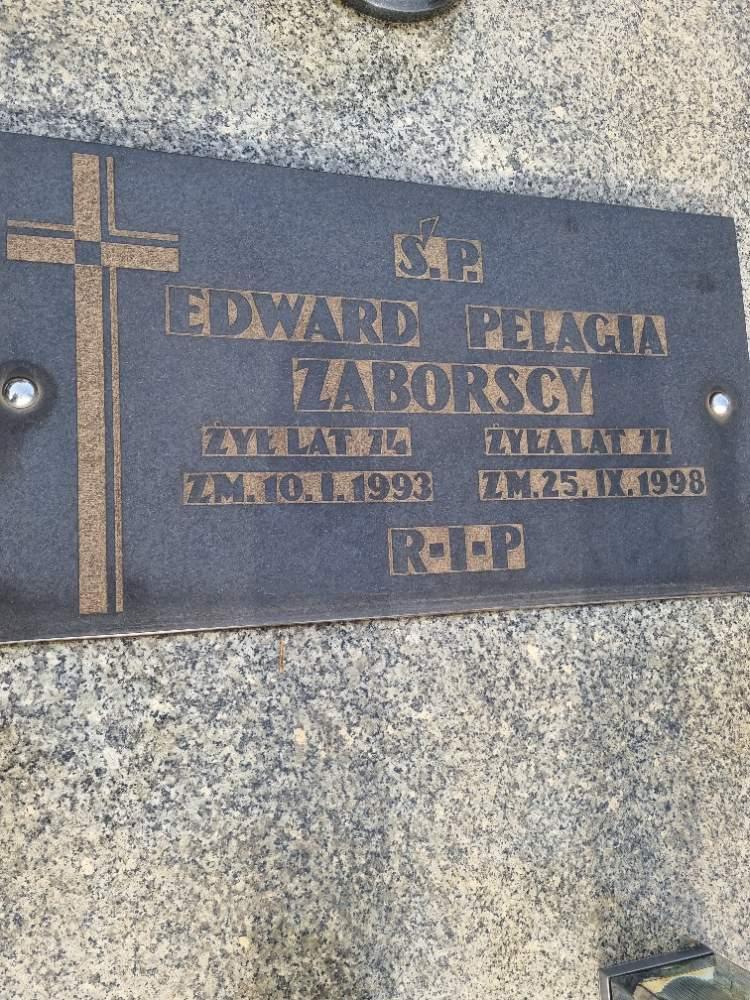 Ś.P.
EDWARD PELAGIA
ZABORSCY
ŻYŁ LAT 74 ŻYŁA LAT 77
ZM. 10. I. 1993 ZM. 25. IX. 1998
R-I-P